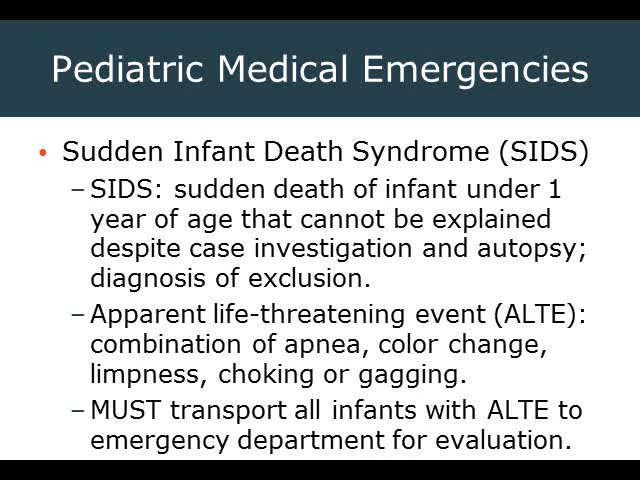 Pediatric Medical Emergencies
• Sudden Infant Death Syndrome (SIDS)
– SIDS: sudden death of infant under 1
year of age that cannot be explained
despite case investigation and autopsy;
diagnosis of exclusion.
– Apparent life-threatening event (ALTE):
combination of apnea, color change,
limpness, choking or gagging.
– MUST transport all infants with ALTE to
emergency department for evaluation.